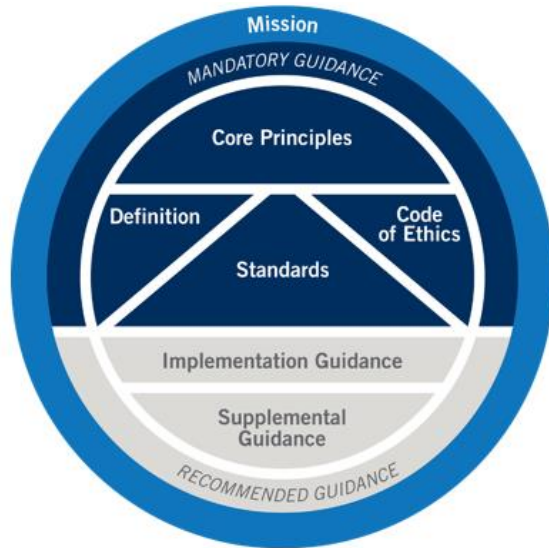 Mission
MANDATORY GUIDANCE
Core Principles
Definition
Code
of Ethics
Standards
Implementation Guidance
Supplemental
Guidance
RECOMMENDED GUIDANCE